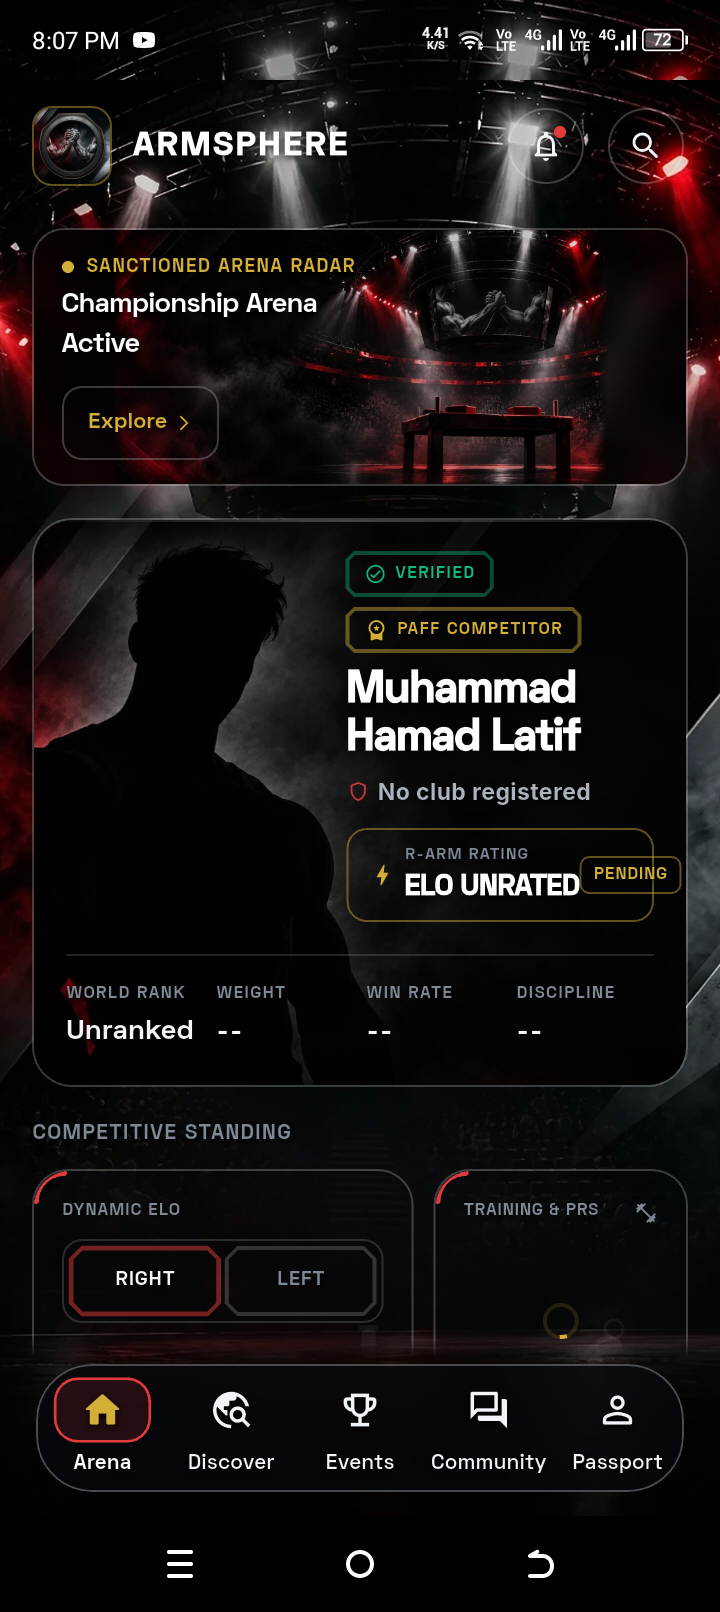 8:07 PM
4.41 K/S Vo LTE 4G Vo LTE 4G 72
ARMSPHERE
SANCTIONED ARENA RADAR
Championship Arena
Active
Explore
VERIFIED
PAFF COMPETITOR
Muhammad
Hamad Latif
No club registered
R-ARM RATING
ELO UNRATED PENDING
WORLD RANK WEIGHT WIN RATE DISCIPLINE
Unranked -- -- --
COMPETITIVE STANDING
DYNAMIC ELO TRAINING & PRS
RIGHT LEFT
Arena Discover Events Community Passport